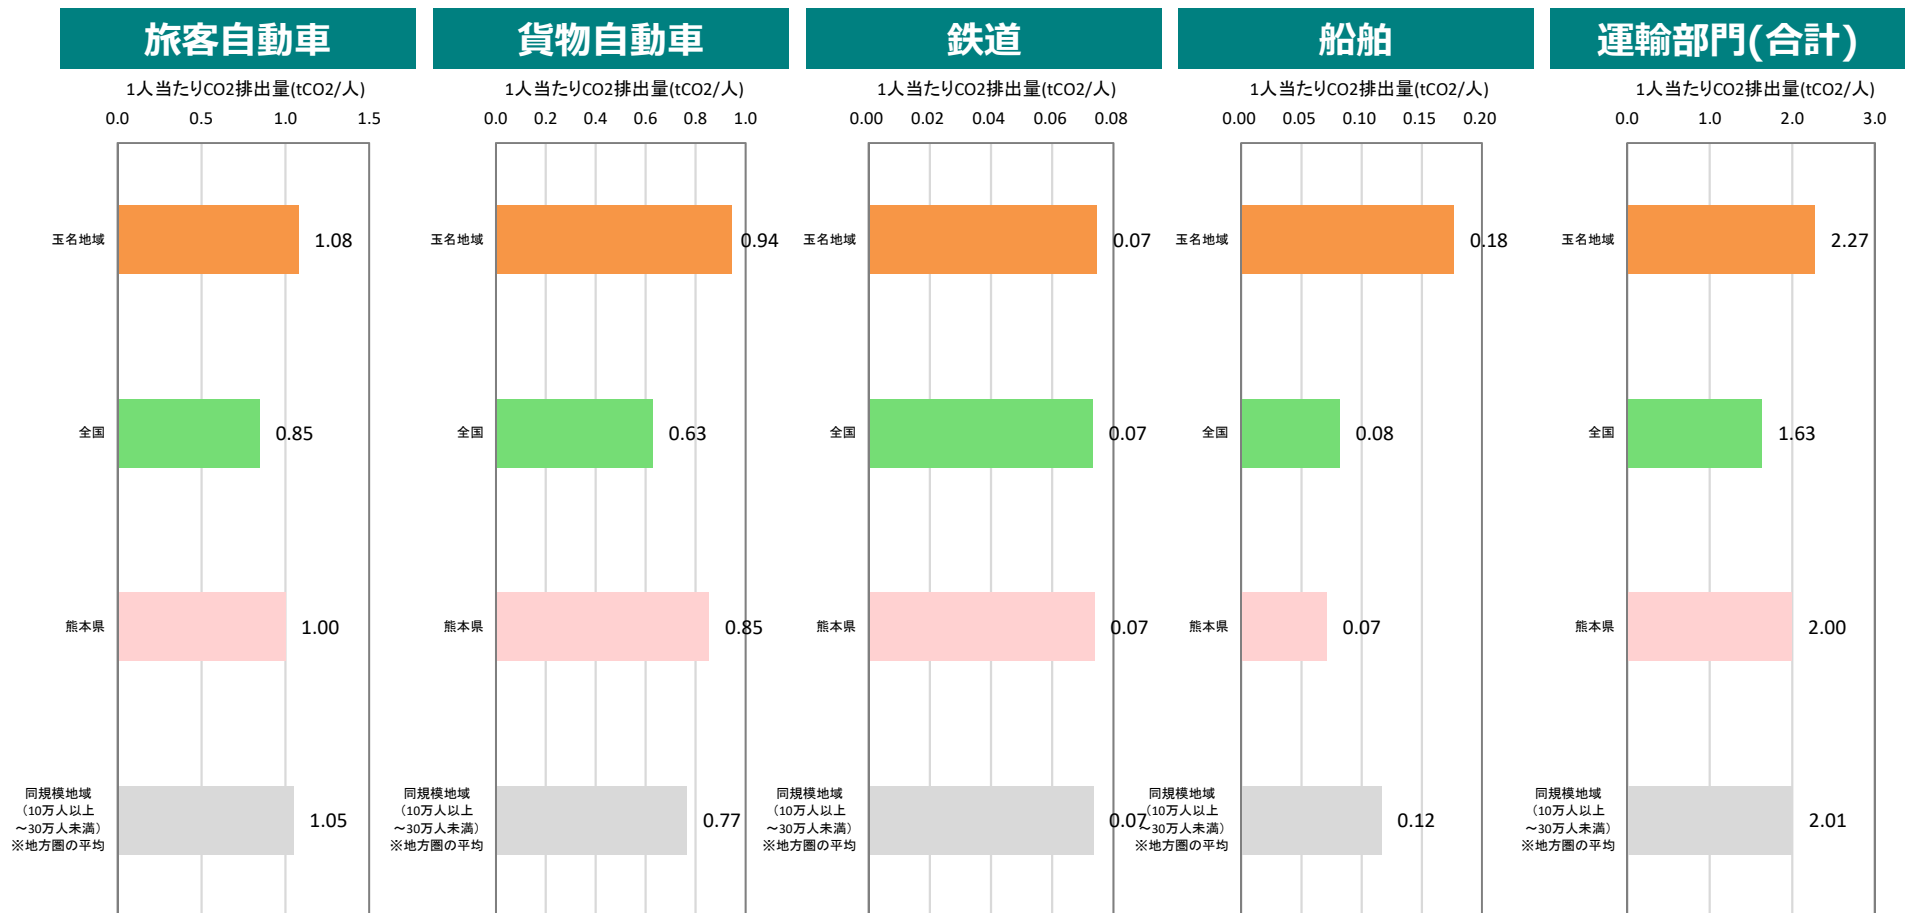 旅客自動車
1人当たりCO2排出量(tCO2/人)
0.0 0.5 1.0 1.5
玉名地域 1.08
全国 0.85
熊本県 1.00
同規模地域
（10万人以上
～30万人未満）
※地方圏の平均
1.05
貨物自動車
1人当たりCO2排出量(tCO2/人)
0.0 0.2 0.4 0.6 0.8 1.0
玉名地域 0.94
全国 0.63
熊本県 0.85
同規模地域
（10万人以上
～30万人未満）
※地方圏の平均
0.77
鉄道
1人当たりCO2排出量(tCO2/人)
0.00 0.02 0.04 0.06 0.08
玉名地域 0.07
全国 0.07
熊本県 0.07
同規模地域
（10万人以上
～30万人未満）
※地方圏の平均
0.07
船舶
1人当たりCO2排出量(tCO2/人)
0.00 0.05 0.10 0.15 0.20
玉名地域 0.18
全国 0.08
熊本県 0.07
同規模地域
（10万人以上
～30万人未満）
※地方圏の平均
0.12
運輸部門(合計)
1人当たりCO2排出量(tCO2/人)
0.0 1.0 2.0 3.0
玉名地域 2.27
全国 1.63
熊本県 2.00
同規模地域
（10万人以上
～30万人未満）
※地方圏の平均
2.01